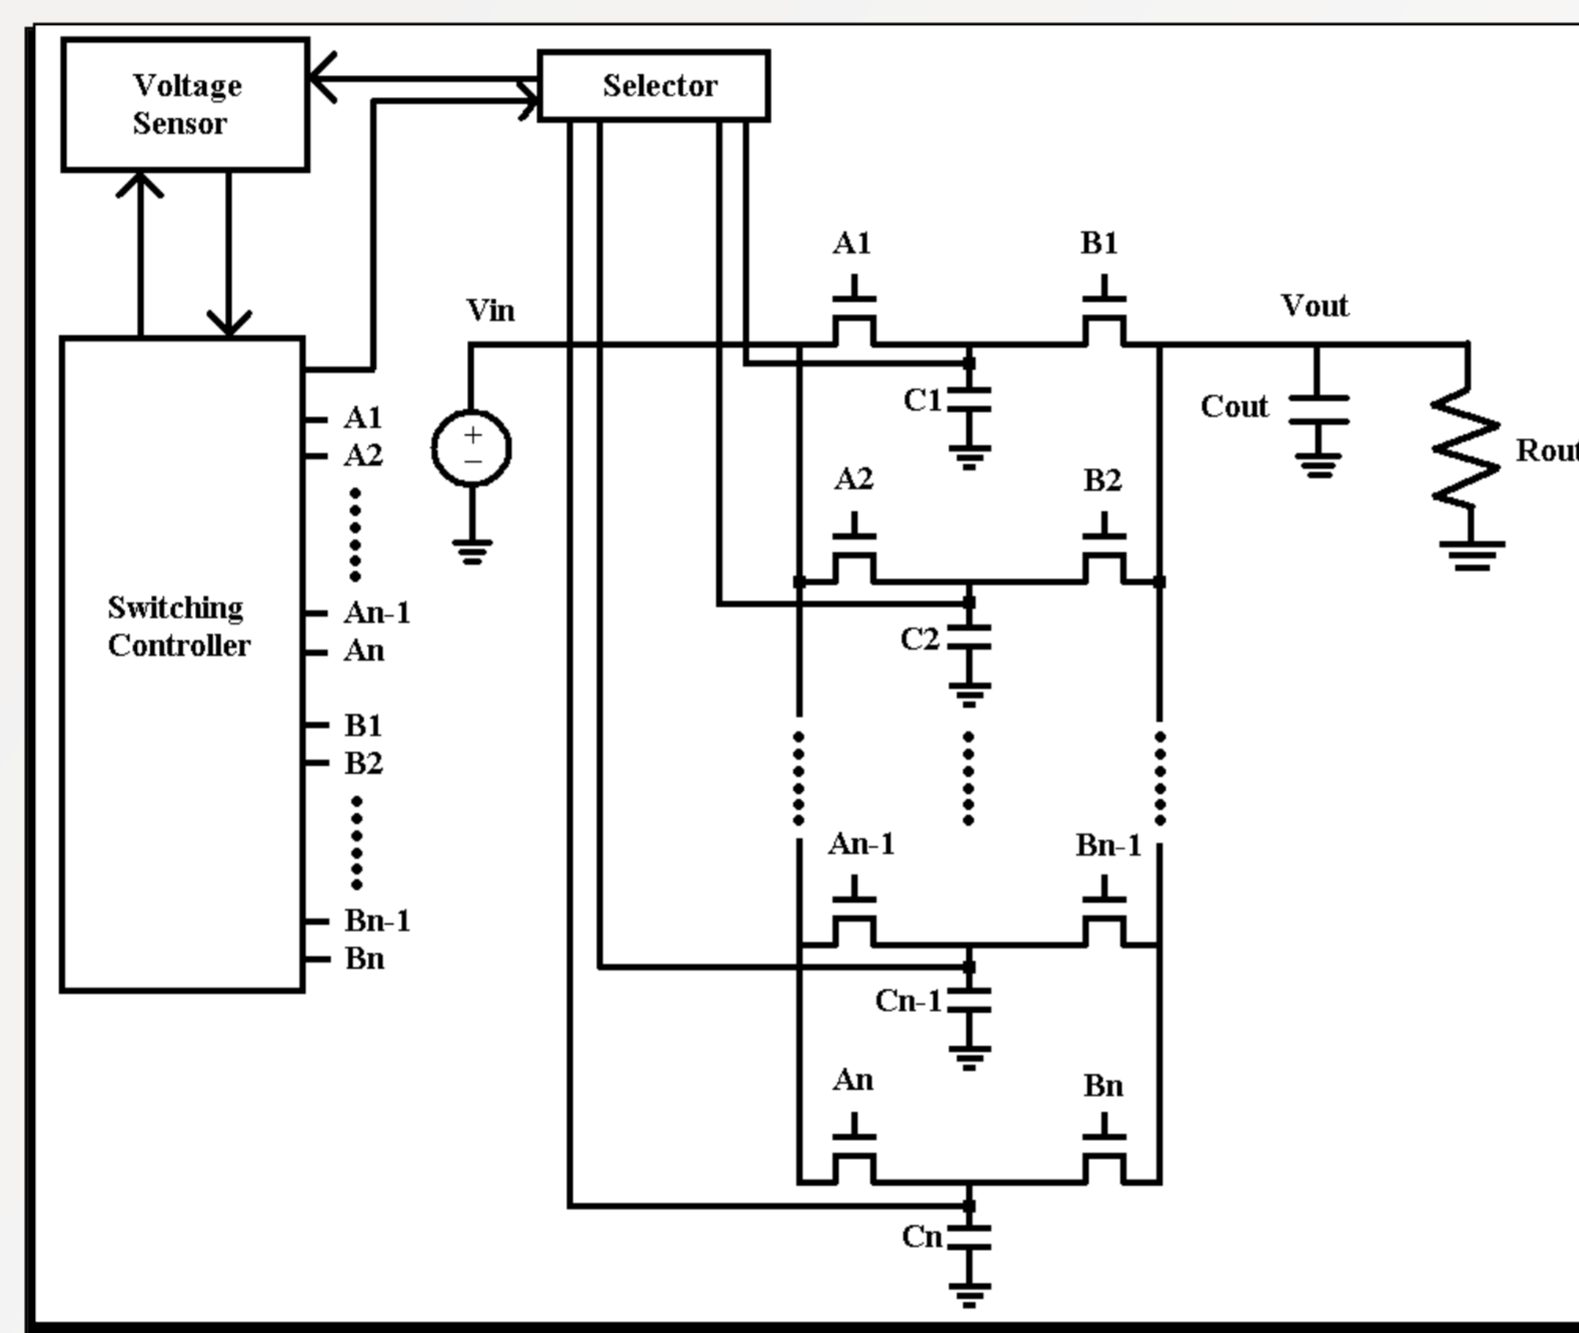 Voltage
Sensor
Selector
A1
B1
Vin
Vout
A1
A2
C1
Cout
Rout
A2
B2
An-1
An
Switching
Controller
C2
B1
B2
An-1
Bn-1
Bn-1
Bn
Cn-1
An
Bn
Cn